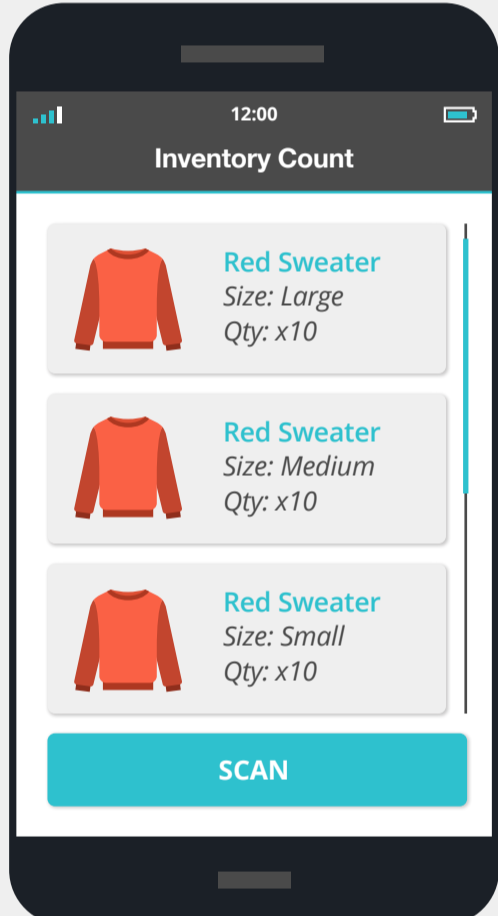 12:00
Inventory Count
Red Sweater
Size: Large
Qty: x10
Red Sweater
Size: Medium
Qty: x10
Red Sweater
Size: Small
Qty: x10
SCAN